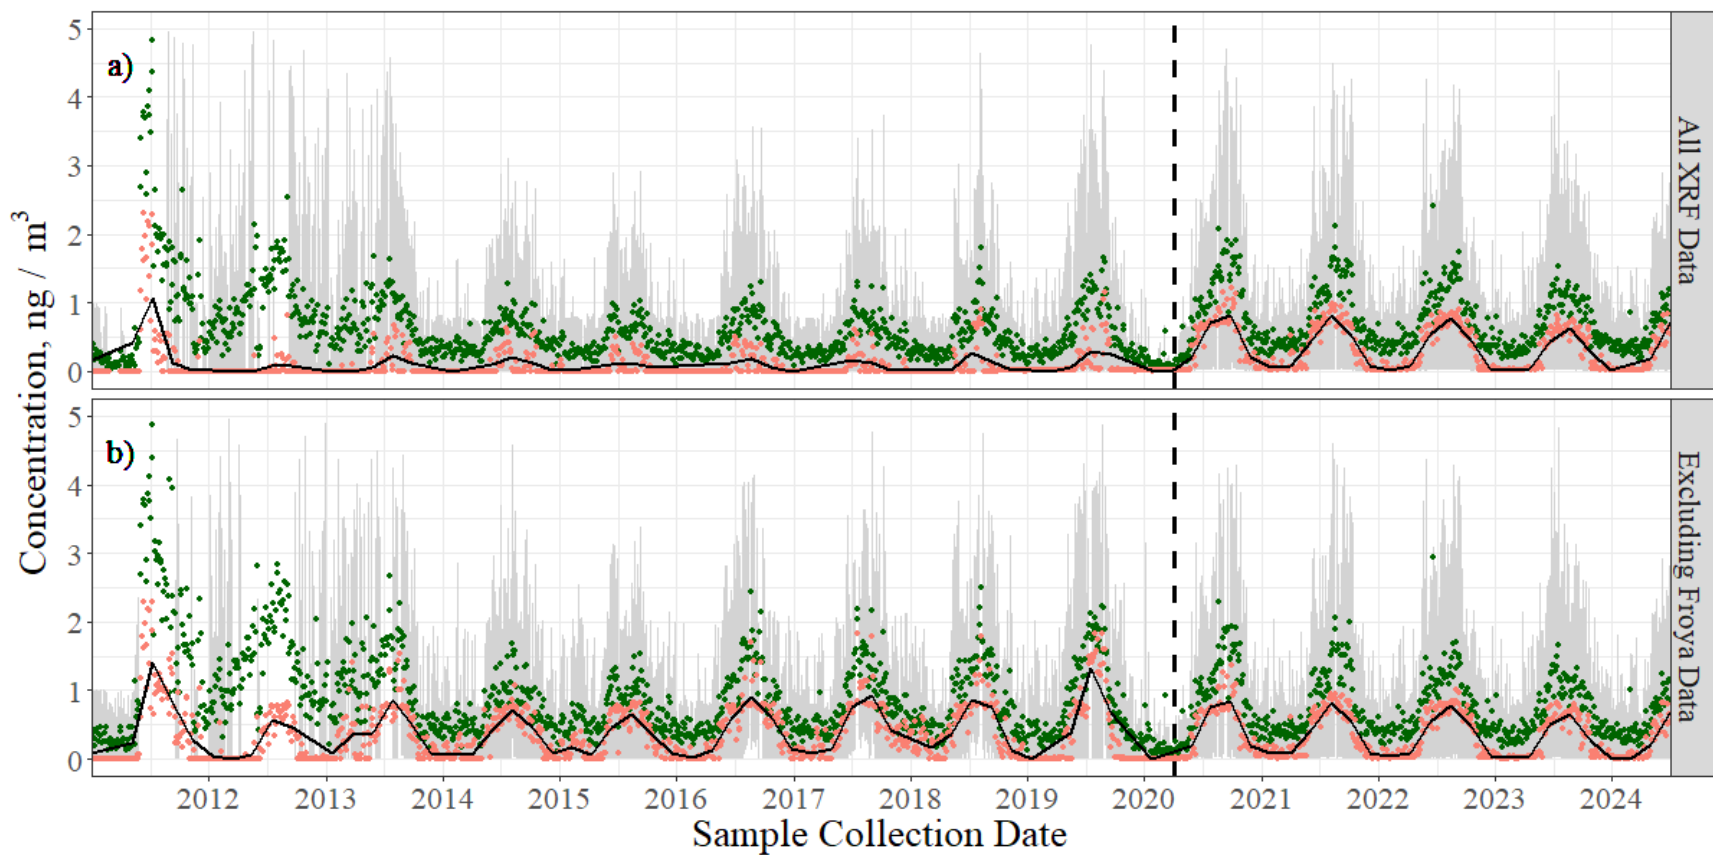 5
4
3
2
1
0
a)
All XRF Data
5
4
3
2
1
0
b)
Excluding Froya Data
Concentration, ng / m³
2012 2013 2014 2015 2016 2017 2018 2019 2020 2021 2022 2023 2024
Sample Collection Date